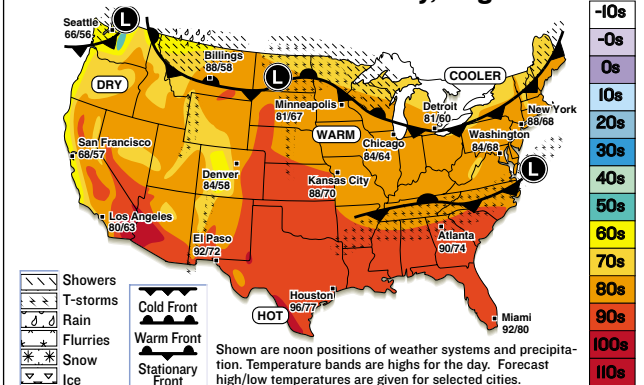 Seattle
66/56
L
Billings
88/58
L
COOLER
DRY
Minneapolis
81/67
Detroit
81/60
New York
88/68
WARM
Washington
84/68
San Francisco
68/57
Chicago
84/64
L
Denver
84/58
Kansas City
88/70
Los Angeles
80/63
El Paso
92/72
Atlanta
90/74
Houston
96/77
HOT
Miami
92/80
-10s
-0s
0s
10s
20s
30s
40s
50s
60s
70s
80s
90s
100s
110s
Showers
T-storms
Rain
Flurries
Snow
Ice
Cold Front
Warm Front
Stationary
Front
Shown are noon positions of weather systems and precipita-
tion. Temperature bands are highs for the day. Forecast
high/low temperatures are given for selected cities.